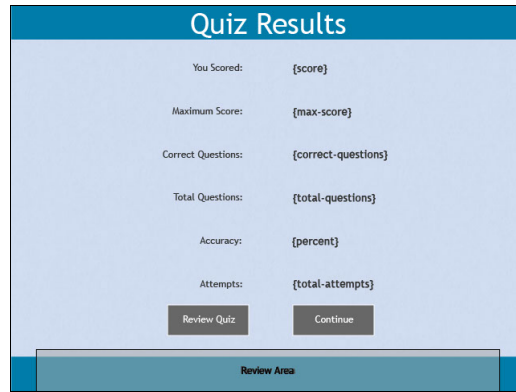 Quiz Results
You Scored: {score}
Maximum Score: {max-score}
Correct Questions: {correct-questions}
Total Questions: {total-questions}
Accuracy: {percent}
Attempts: {total-attempts}
Review Quiz Continue
Review Area